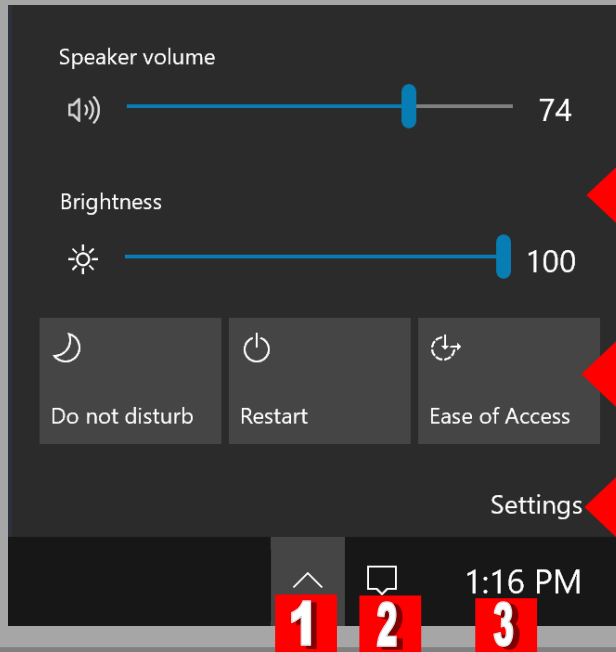 Speaker volume
74
Brightness
100
Do not disturb Restart Ease of Access
Settings
1:16 PM
1 2 3